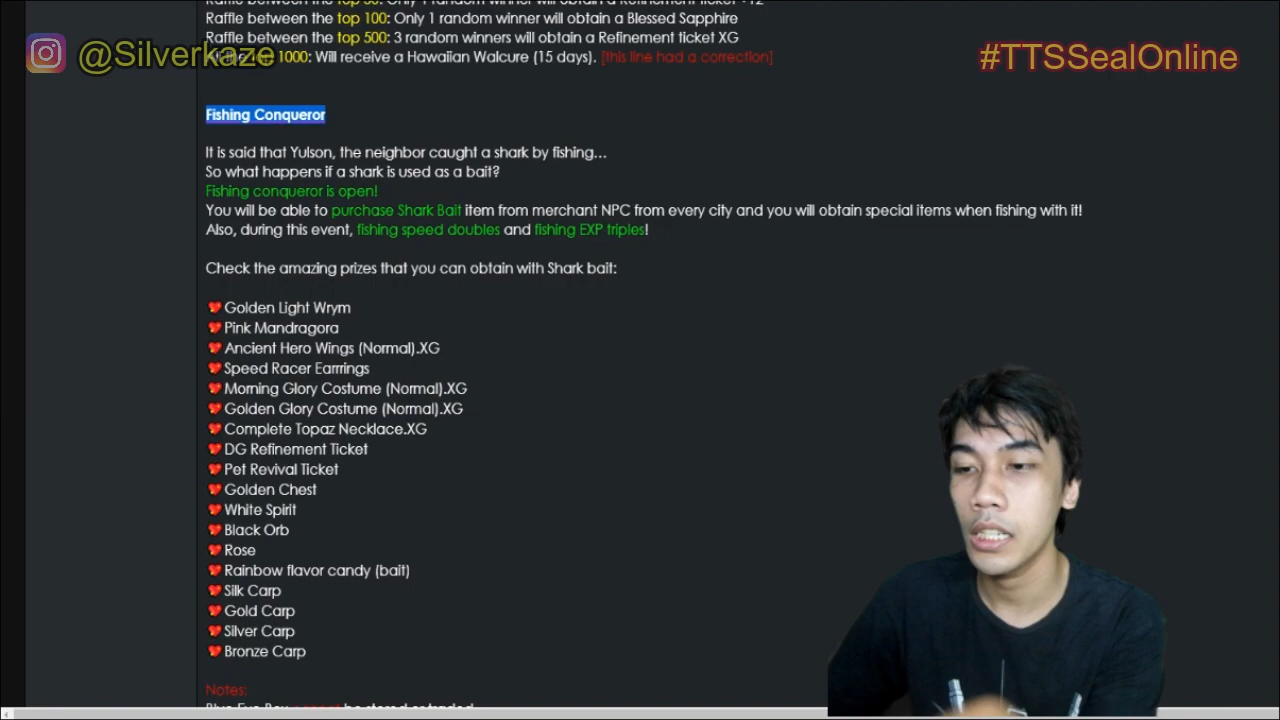 Raffle between the top 100: Only 1 random winner will obtain a Blessed Sapphire
Raffle between the top 500: 3 random winners will obtain a Refinement ticket XG
1000: Will receive a Hawaiian Walcure (15 days). [this line had a correction]
@Silverkaze
#TTSSealOnline
Fishing Conqueror
It is said that Yulson, the neighbor caught a shark by fishing...
So what happens if a shark is used as a bait?
Fishing conqueror is open!
You will be able to purchase Shark Bait item from merchant NPC from every city and you will obtain special items when fishing with it!
Also, during this event, fishing speed doubles and fishing EXP triples!
Check the amazing prizes that you can obtain with Shark bait:
Golden Light Wrym
Pink Mandragora
Ancient Hero Wings (Normal).XG
Speed Racer Earrrings
Morning Glory Costume (Normal).XG
Golden Glory Costume (Normal).XG
Complete Topaz Necklace.XG
DG Refinement Ticket
Pet Revival Ticket
Golden Chest
White Spirit
Black Orb
Rose
Rainbow flavor candy (bait)
Silk Carp
Gold Carp
Silver Carp
Bronze Carp
Notes: